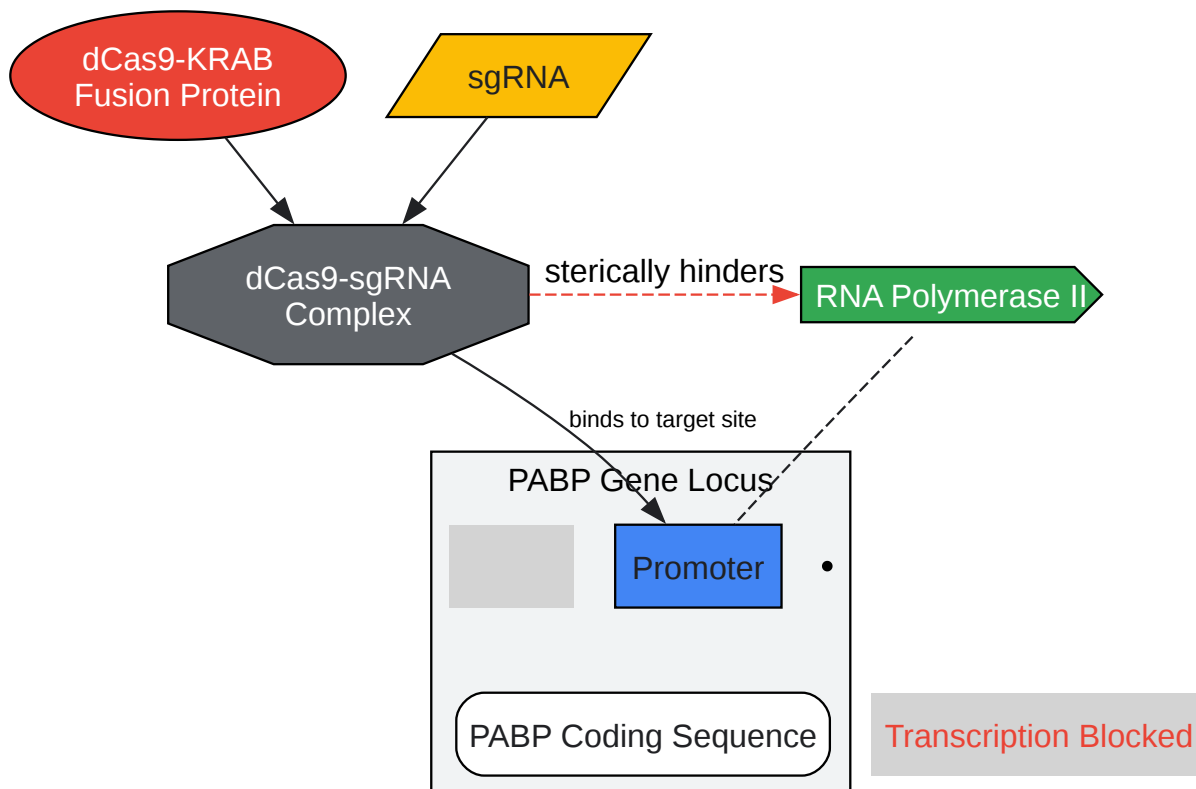 dCas9-KRAB
Fusion Protein
sgRNA
dCas9-sgRNA
Complex
sterically hinders
RNA Polymerase II
binds to target site
PABP Gene Locus
Promoter
PABP Coding Sequence
Transcription Blocked